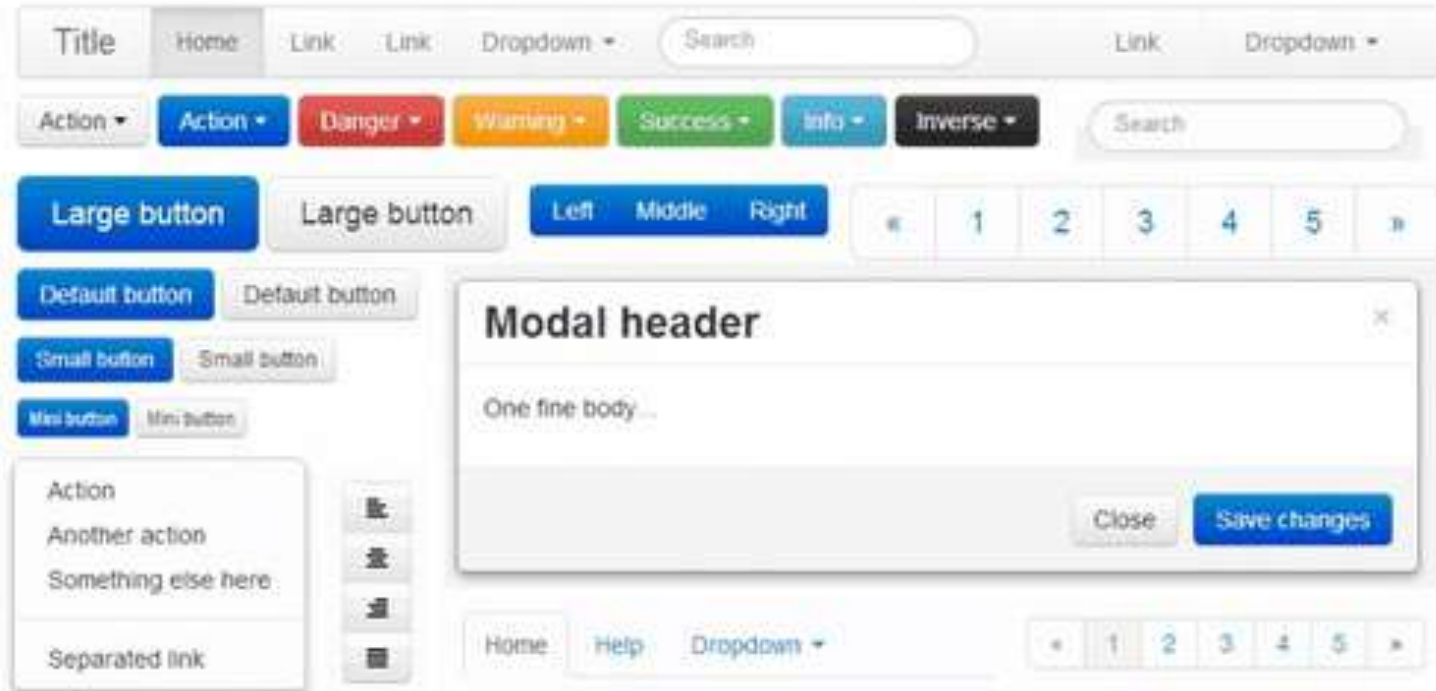 Title Home Link Link Dropdown Search Link Dropdown
Action Action Danger Warning Success Info Inverse Search
Large button Large button Left Middle Right « 1 2 3 4 5 »
Default button Default button
Small button Small button
Mini button Mini button
Modal header ×
One fine body...
Close Save changes
Action
Another action
Something else here
Separated link
Home Help Dropdown « 1 2 3 4 5 »